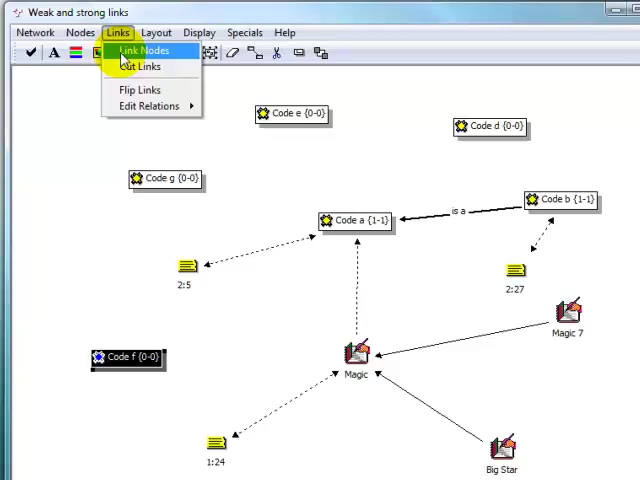 Weak and strong links
Network Nodes Links Layout Display Specials Help
A
Link Nodes
Cut Links
Flip Links
Edit Relations
Code e {0-0}
Code d {0-0}
Code g {0-0}
Code b {1-1}
is a
Code a {1-1}
2:5
2:27
Magic 7
Code f {0-0}
Magic
1:24
Big Star